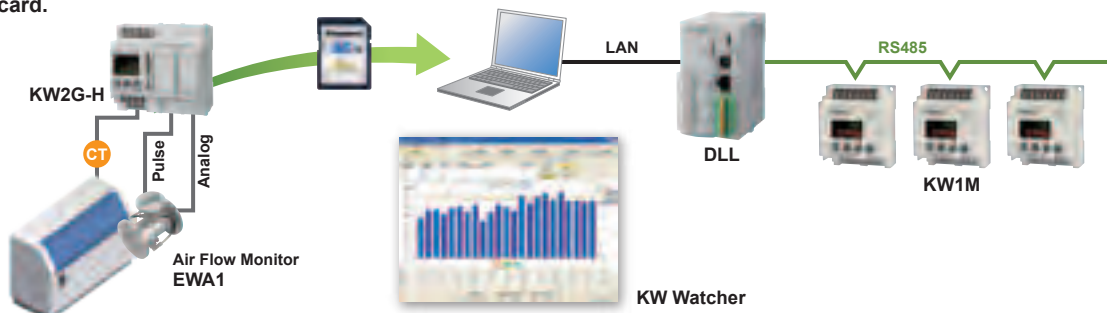 card.
KW2G-H
CT
Pulse
Analog
Air Flow Monitor
EWA1
LAN
DLL
RS485
KW1M
KW Watcher